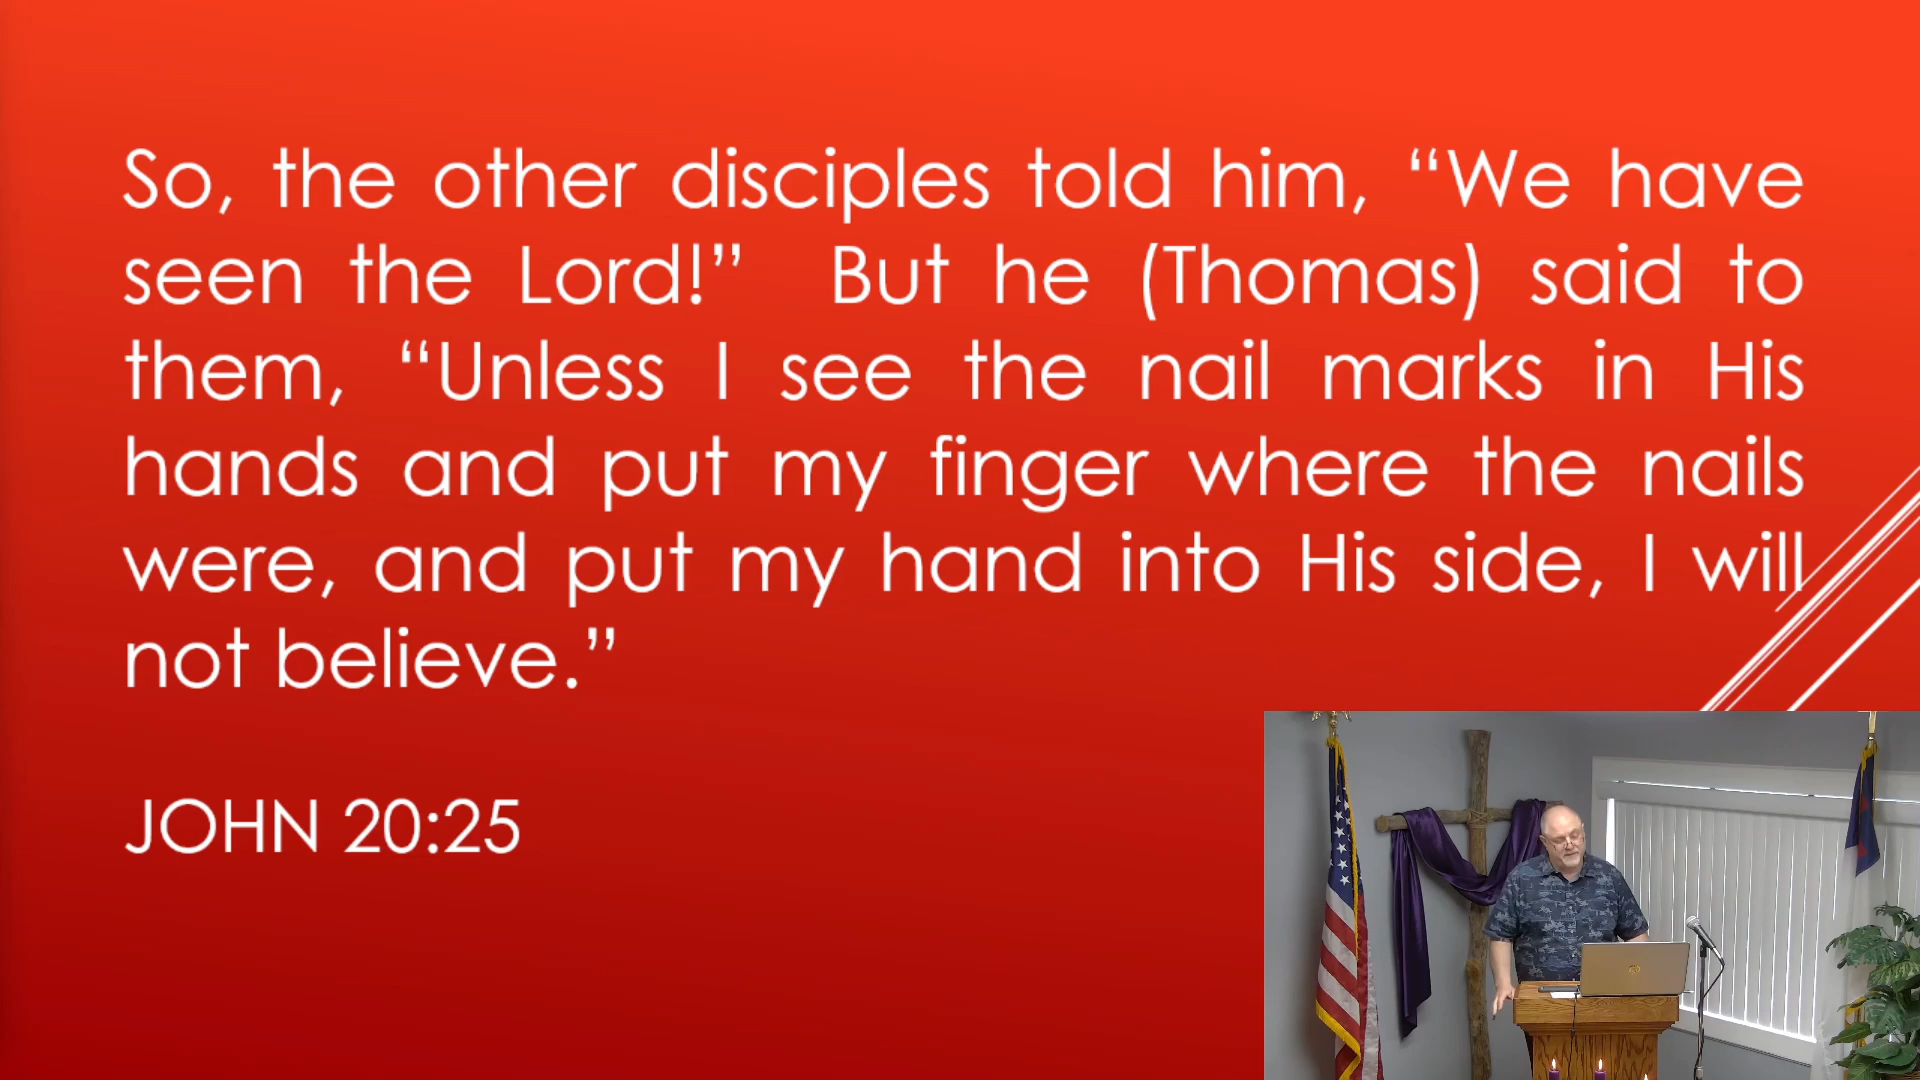 So, the other disciples told him, “We have
seen the Lord!”  But he (Thomas) said to
them, “Unless I see the nail marks in His
hands and put my finger where the nails
were, and put my hand into His side, I will
not believe.”
JOHN 20:25